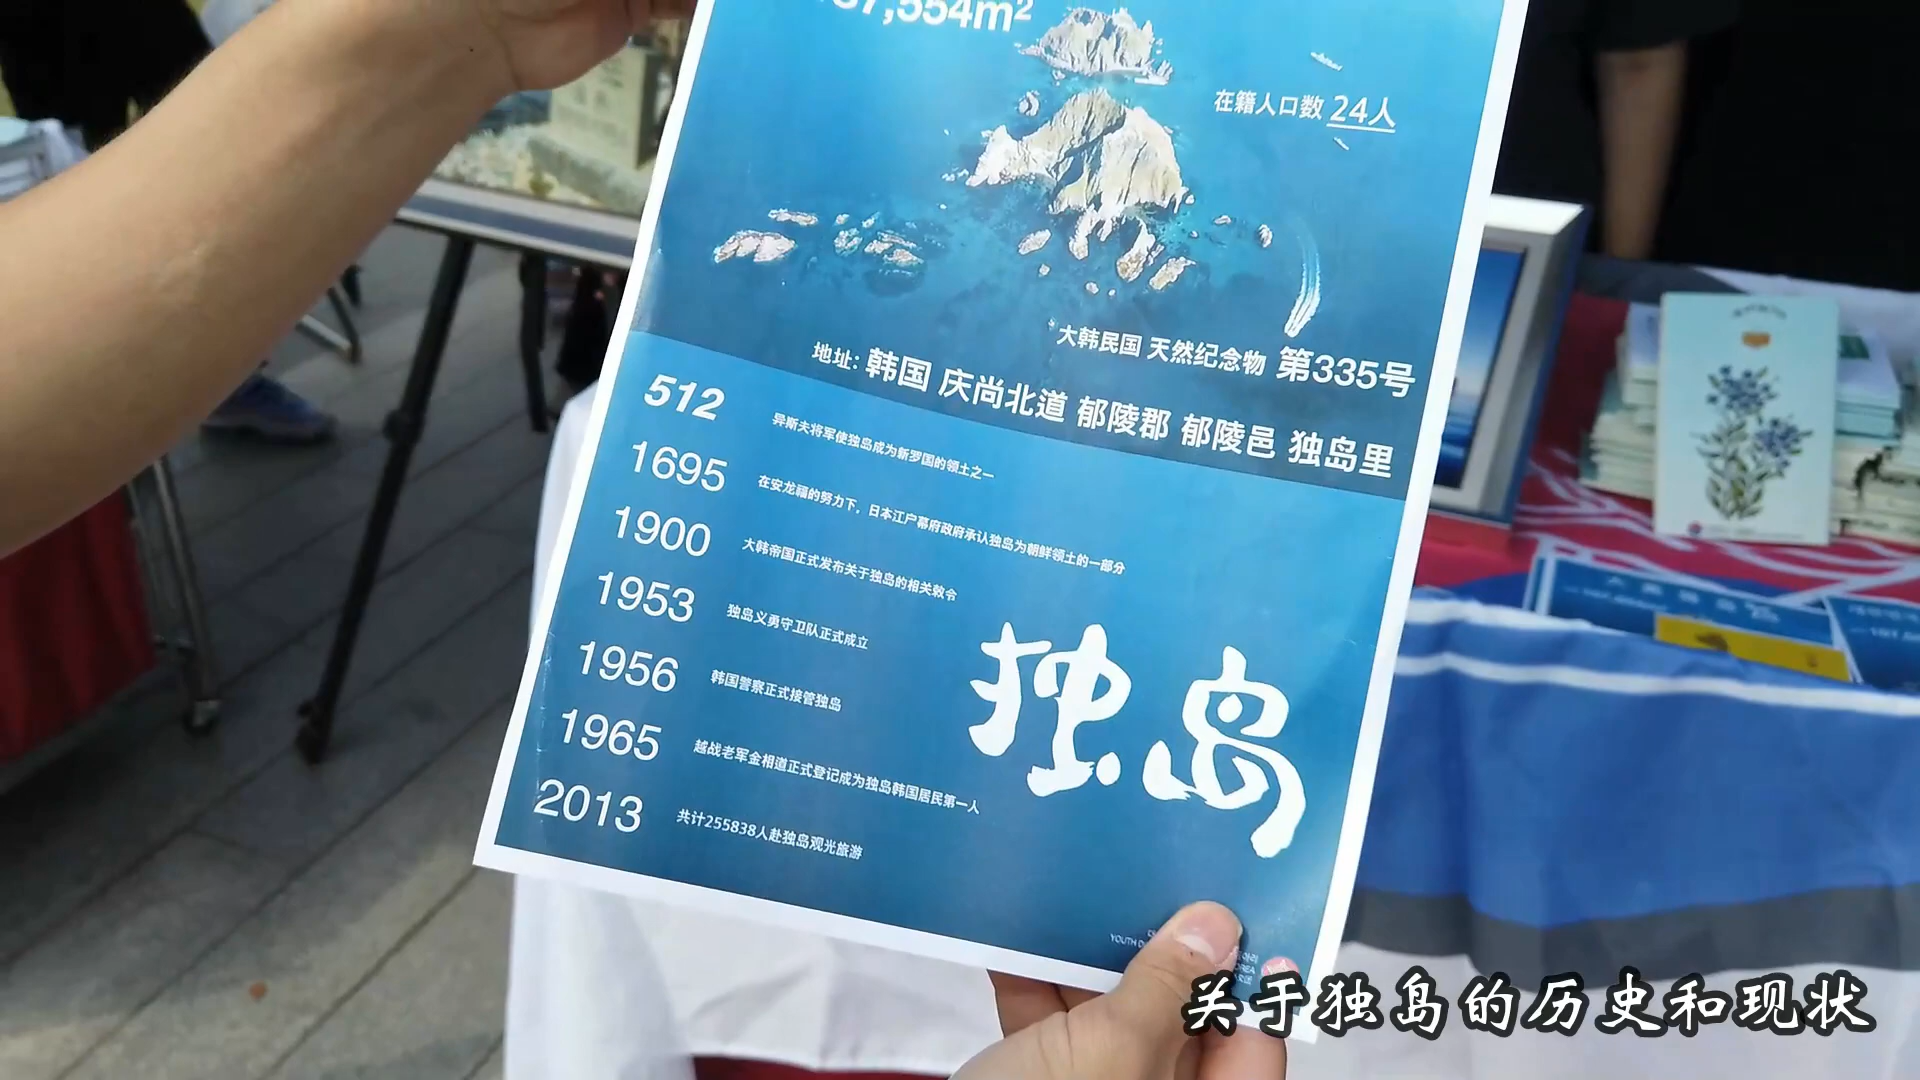 37,554m²
在籍人口数 24人
大韩民国 天然纪念物 第335号
地址: 韩国 庆尚北道 郁陵郡 郁陵邑 独岛里
512 异斯夫将军使独岛成为新罗国的领土之一
1695 在安龙福的努力下，日本江户幕府政府承认独岛为朝鲜领土的一部分
1900 大韩帝国正式发布关于独岛的相关敕令
1953 独岛义勇守卫队正式成立
1956 韩国警察正式接管独岛
1965 越战老军金相道正式登记成为独岛韩国居民第一人
2013 共计255838人赴独岛观光旅游
独岛
YOUTH
关于独岛的历史和现状